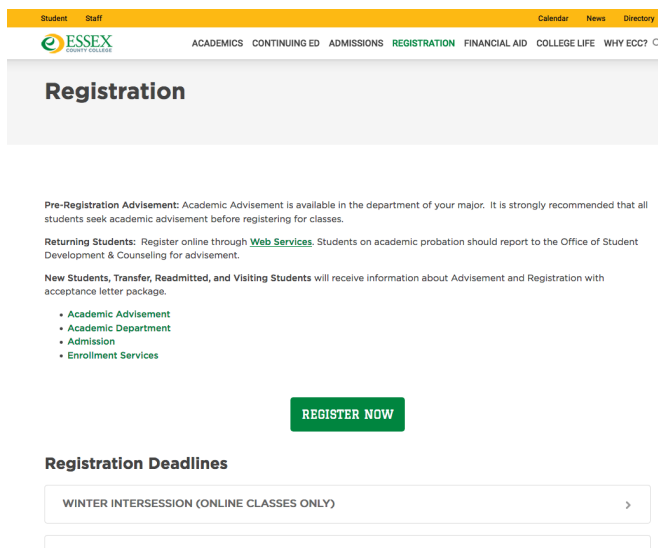 Student Staff Calendar News Directory
ESSEX
COUNTY COLLEGE
ACADEMICS CONTINUING ED ADMISSIONS REGISTRATION FINANCIAL AID COLLEGE LIFE WHY ECC?
Registration
Pre-Registration Advisement: Academic Advisement is available in the department of your major. It is strongly recommended that all
students seek academic advisement before registering for classes.
Returning Students: Register online through Web Services. Students on academic probation should report to the Office of Student
Development & Counseling for advisement.
New Students, Transfer, Readmitted, and Visiting Students will receive information about Advisement and Registration with
acceptance letter package.
• Academic Advisement
• Academic Department
• Admission
• Enrollment Services
REGISTER NOW
Registration Deadlines
WINTER INTERSESSION (ONLINE CLASSES ONLY)